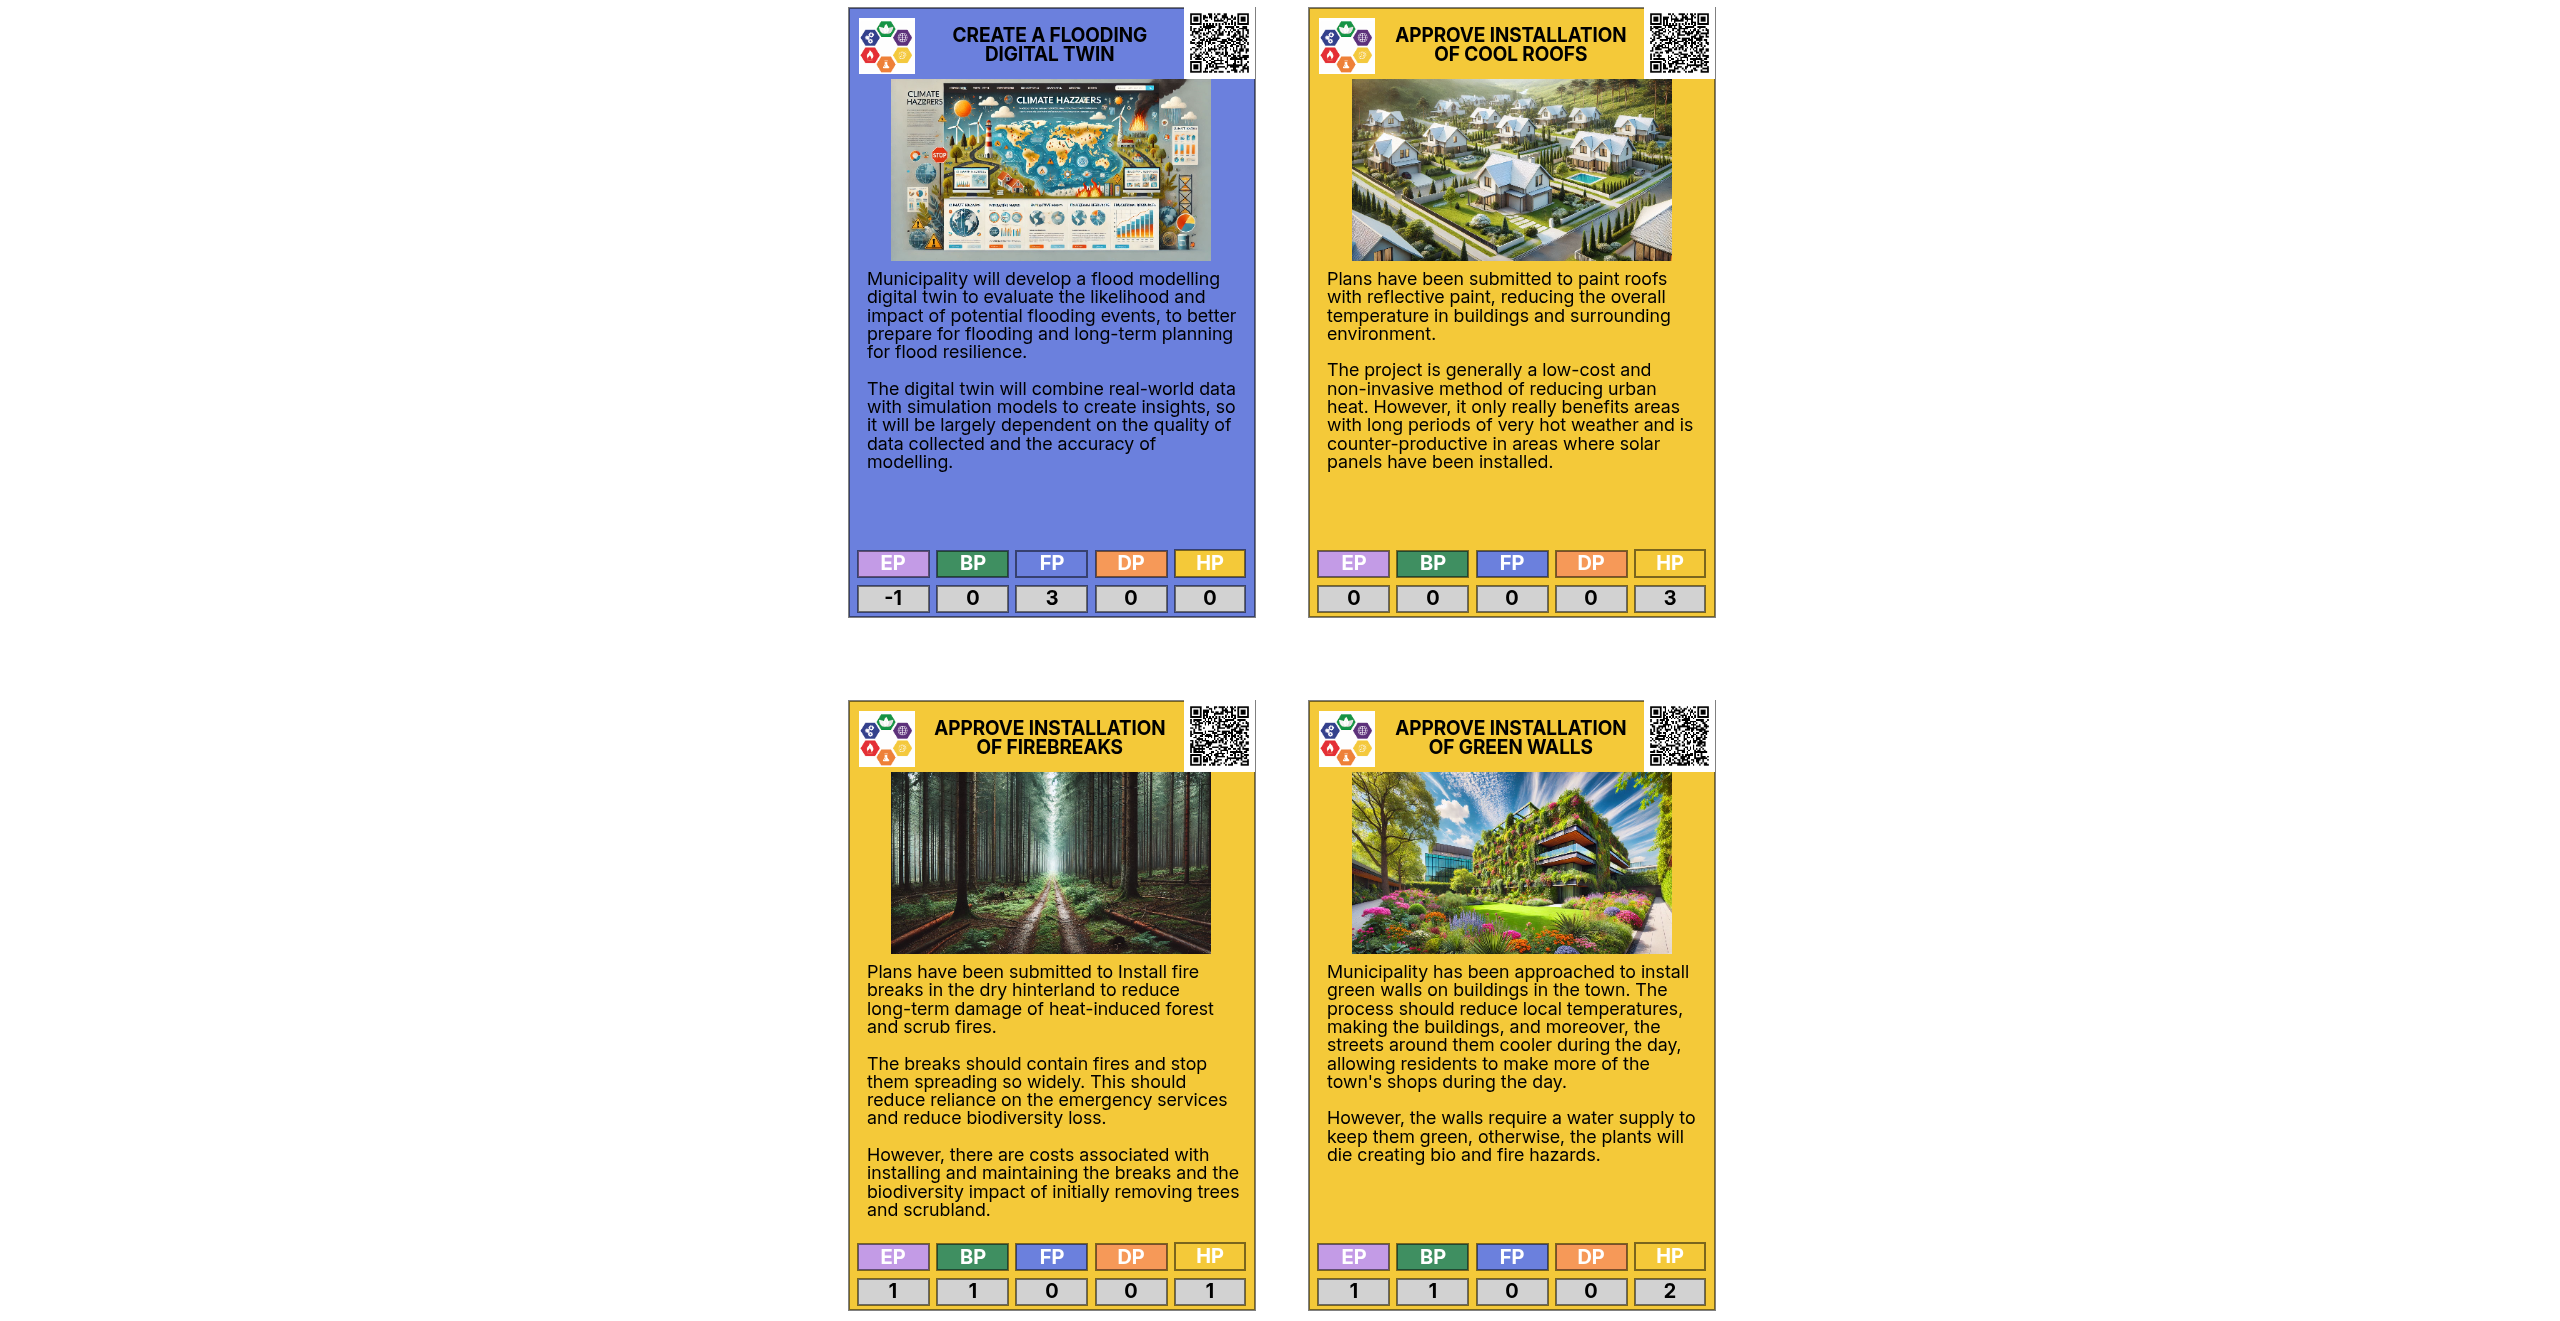 CREATE A FLOODING
DIGITAL TWIN
CLIMATE
HAZZARERS
CLIMATE HAZZARERS
STOP
Municipality will develop a flood modelling
digital twin to evaluate the likelihood and
impact of potential flooding events, to better
prepare for flooding and long-term planning
for flood resilience.
The digital twin will combine real-world data
with simulation models to create insights, so
it will be largely dependent on the quality of
data collected and the accuracy of
modelling.
EP BP FP DP HP
-1 0 3 0 0
APPROVE INSTALLATION
OF COOL ROOFS
Plans have been submitted to paint roofs
with reflective paint, reducing the overall
temperature in buildings and surrounding
environment.
The project is generally a low-cost and
non-invasive method of reducing urban
heat. However, it only really benefits areas
with long periods of very hot weather and is
counter-productive in areas where solar
panels have been installed.
EP BP FP DP HP
0 0 0 0 3
APPROVE INSTALLATION
OF FIREBREAKS
Plans have been submitted to Install fire
breaks in the dry hinterland to reduce
long-term damage of heat-induced forest
and scrub fires.
The breaks should contain fires and stop
them spreading so widely. This should
reduce reliance on the emergency services
and reduce biodiversity loss.
However, there are costs associated with
installing and maintaining the breaks and the
biodiversity impact of initially removing trees
and scrubland.
EP BP FP DP HP
1 1 0 0 1
APPROVE INSTALLATION
OF GREEN WALLS
Municipality has been approached to install
green walls on buildings in the town. The
process should reduce local temperatures,
making the buildings, and moreover, the
streets around them cooler during the day,
allowing residents to make more of the
town's shops during the day.
However, the walls require a water supply to
keep them green, otherwise, the plants will
die creating bio and fire hazards.
EP BP FP DP HP
1 1 0 0 2